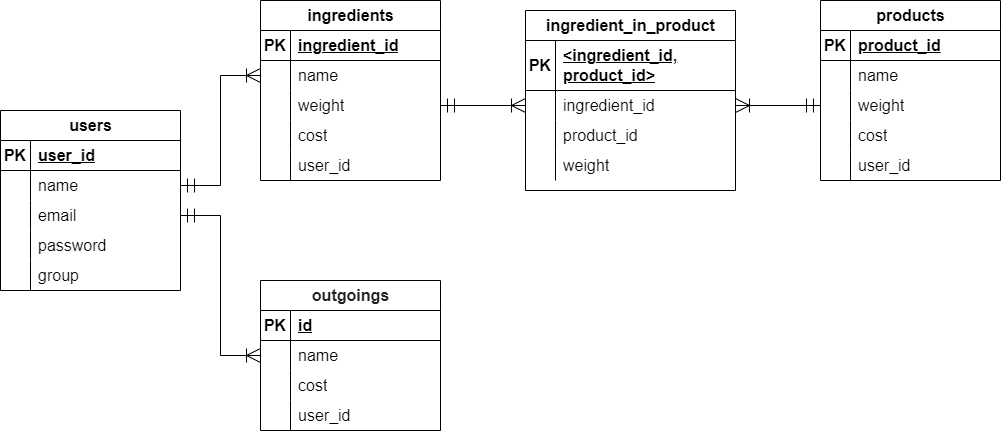 ingredients
PK ingredient_id
name
weight
cost
user_id
ingredient_in_product
PK <ingredient_id,
product_id>
ingredient_id
product_id
weight
products
PK product_id
name
weight
cost
user_id
users
PK user_id
name
email
password
group
outgoings
PK id
name
cost
user_id